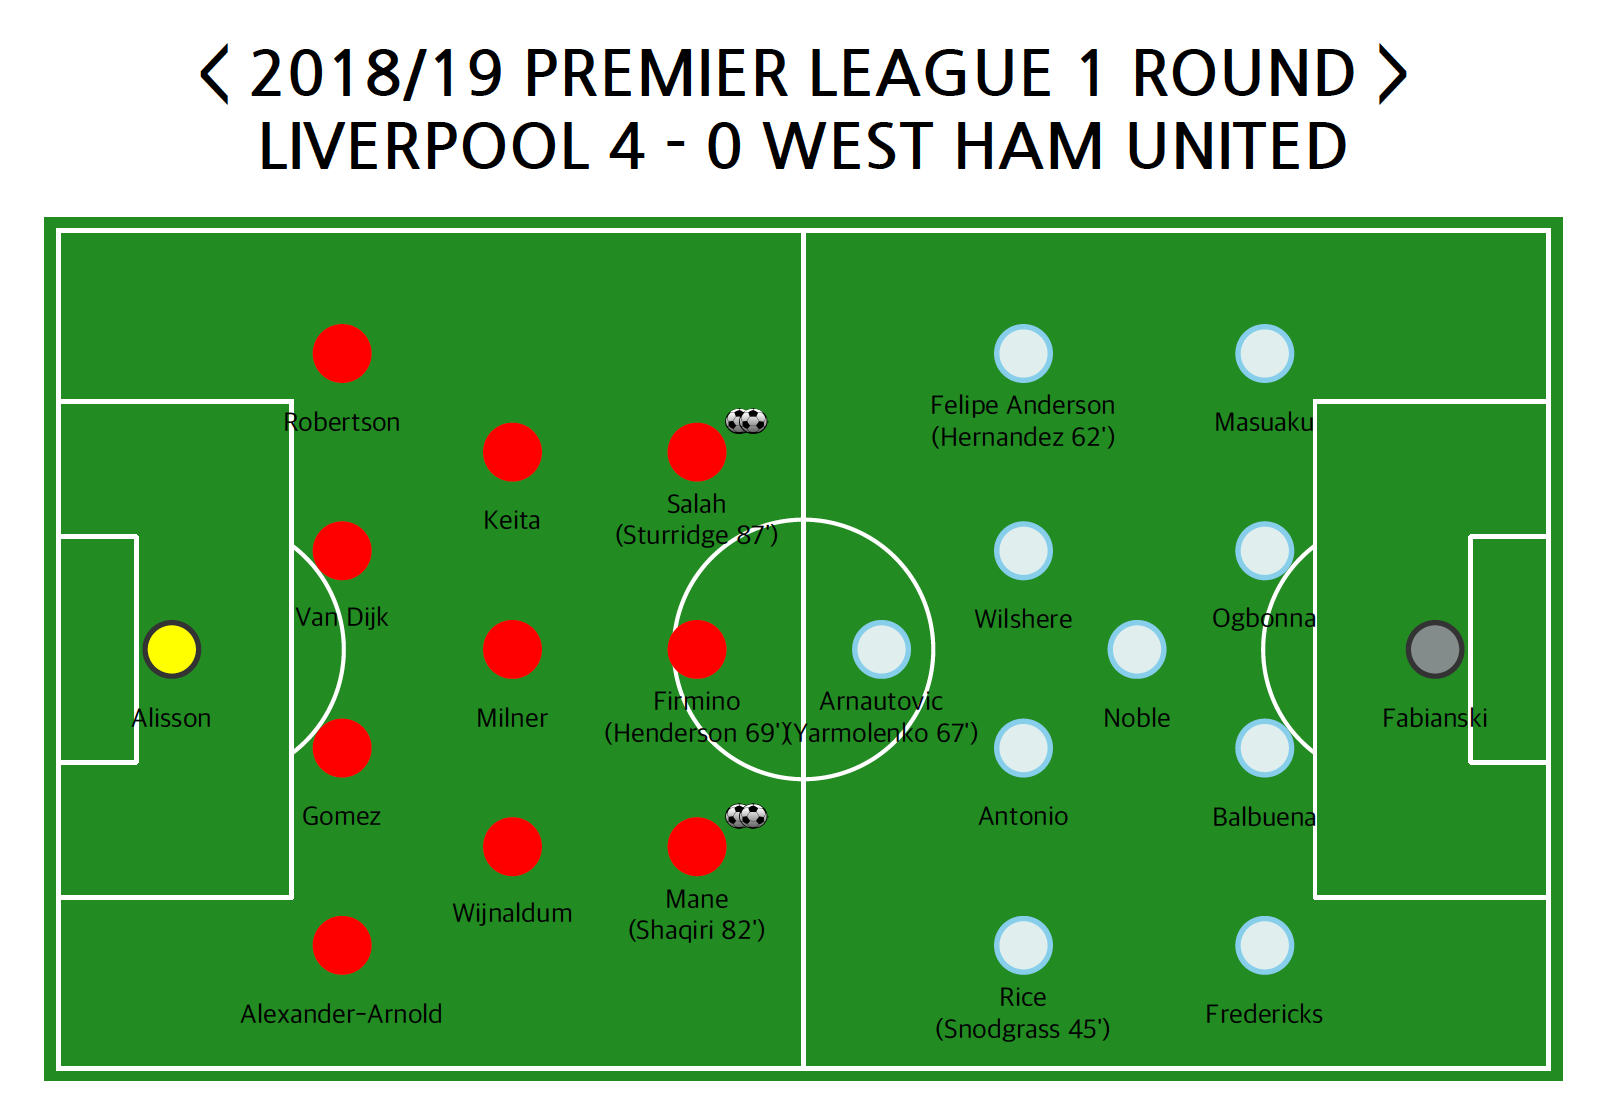 < 2018/19 PREMIER LEAGUE 1 ROUND >
LIVERPOOL 4 - 0 WEST HAM UNITED
Robertson
Van Dijk
Gomez
Alexander-Arnold
Alisson
Keita
Milner
Wijnaldum
Salah
(Sturridge 87')
Firmino
(Henderson 69')
Mane
(Shaqiri 82')
Arnautovic
(Yarmolenko 67')
Felipe Anderson
(Hernandez 62')
Wilshere
Antonio
Rice
(Snodgrass 45')
Noble
Masuaku
Ogbonna
Balbuena
Fredericks
Fabianski